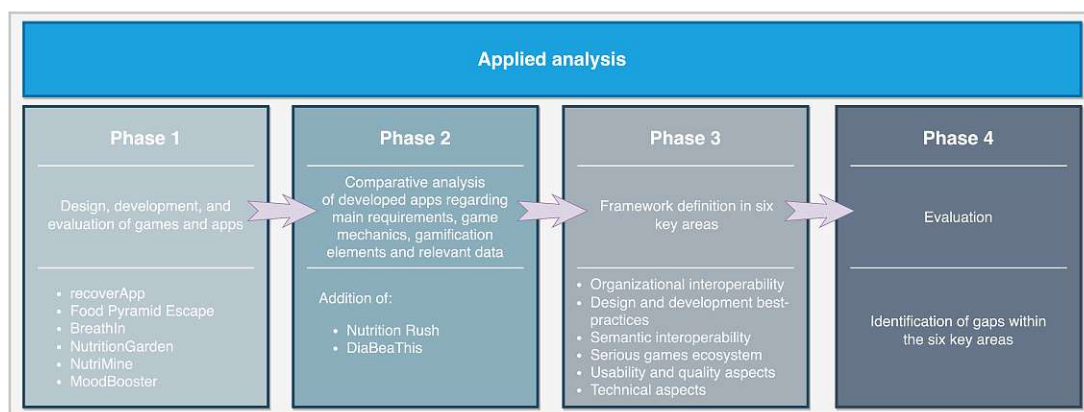 Applied analysis
Phase 1
Design, development, and
evaluation of games and apps
• recoverApp
• Food Pyramid Escape
• BreathIn
• NutritionGarden
• NutriMine
• MoodBooster
Phase 2
Comparative analysis
of developed apps regarding
main requirements, game
mechanics, gamification
elements and relevant data
Addition of:
• Nutrition Rush
• DiaBeaThis
Phase 3
Framework definition in six
key areas
• Organizational interoperability
• Design and development best-
practices
• Semantic interoperability
• Serious games ecosystem
• Usability and quality aspects
• Technical aspects
Phase 4
Evaluation
Identification of gaps within
the six key areas